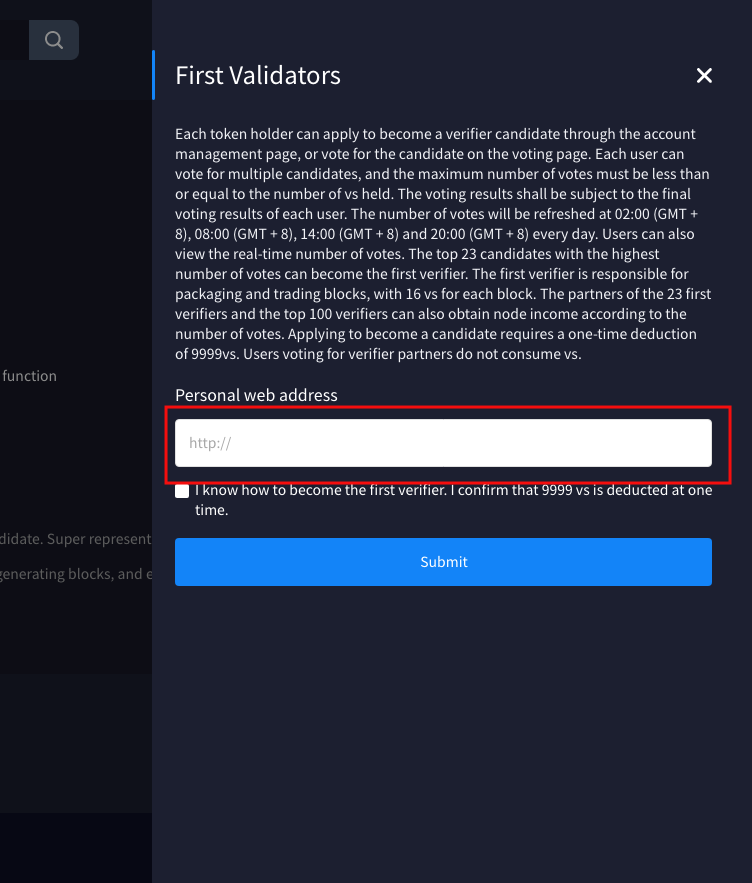 First Validators
Each token holder can apply to become a verifier candidate through the account
management page, or vote for the candidate on the voting page. Each user can
vote for multiple candidates, and the maximum number of votes must be less than
or equal to the number of vs held. The voting results shall be subject to the final
voting results of each user. The number of votes will be refreshed at 02:00 (GMT +
8), 08:00 (GMT + 8), 14:00 (GMT + 8) and 20:00 (GMT + 8) every day. Users can also
view the real-time number of votes. The top 23 candidates with the highest
number of votes can become the first verifier. The first verifier is responsible for
packaging and trading blocks, with 16 vs for each block. The partners of the 23 first
verifiers and the top 100 verifiers can also obtain node income according to the
number of votes. Applying to become a candidate requires a one-time deduction
of 9999vs. Users voting for verifier partners do not consume vs.
function
Personal web address
http://
I know how to become the first verifier. I confirm that 9999 vs is deducted at one
time.
didate. Super represent
Submit
generating blocks, and e